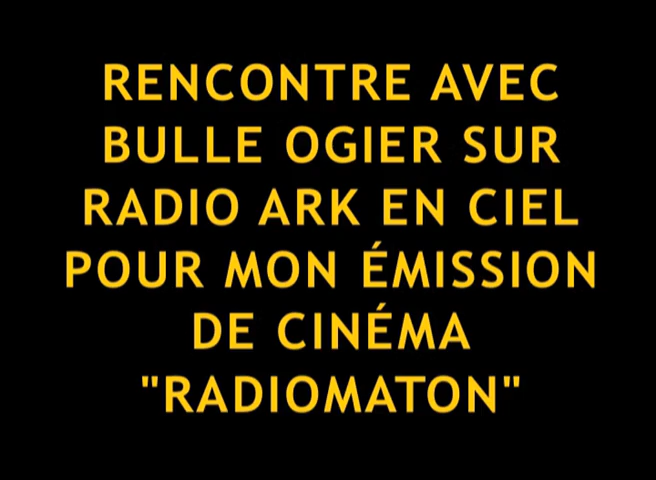 RENCONTRE AVEC
BULLE OGIER SUR
RADIO ARK EN CIEL
POUR MON ÉMISSION
DE CINÉMA
"RADIOMATON"